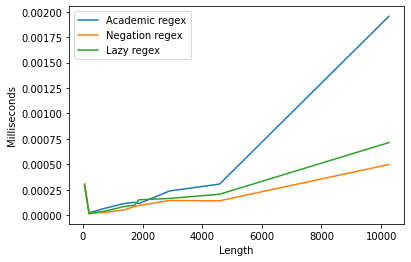 0.00200
0.00175
0.00150
0.00125
0.00100
0.00075
0.00050
0.00025
0.00000
Milliseconds
Academic regex
Negation regex
Lazy regex
0 2000 4000 6000 8000 10000
Length